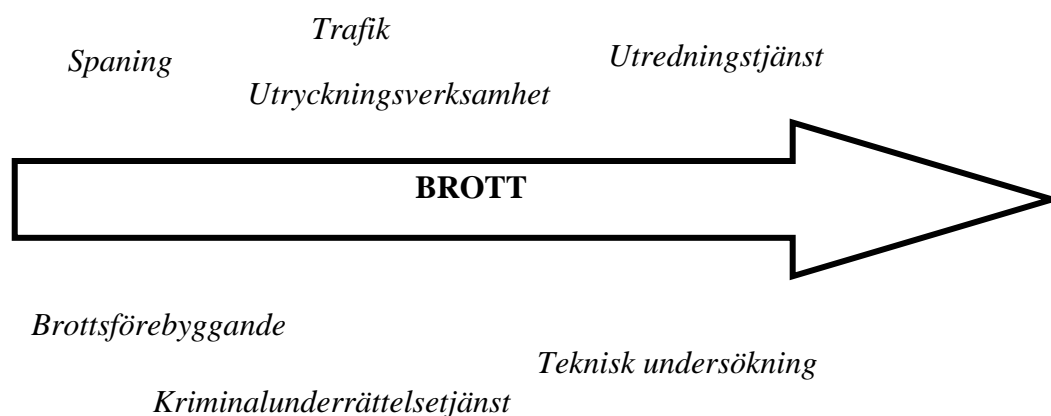 Trafik
Spaning
Utredningstjänst
Utryckningsverksamhet
BROTT
Brottsförebyggande
Teknisk undersökning
Kriminalunderrättelsetjänst